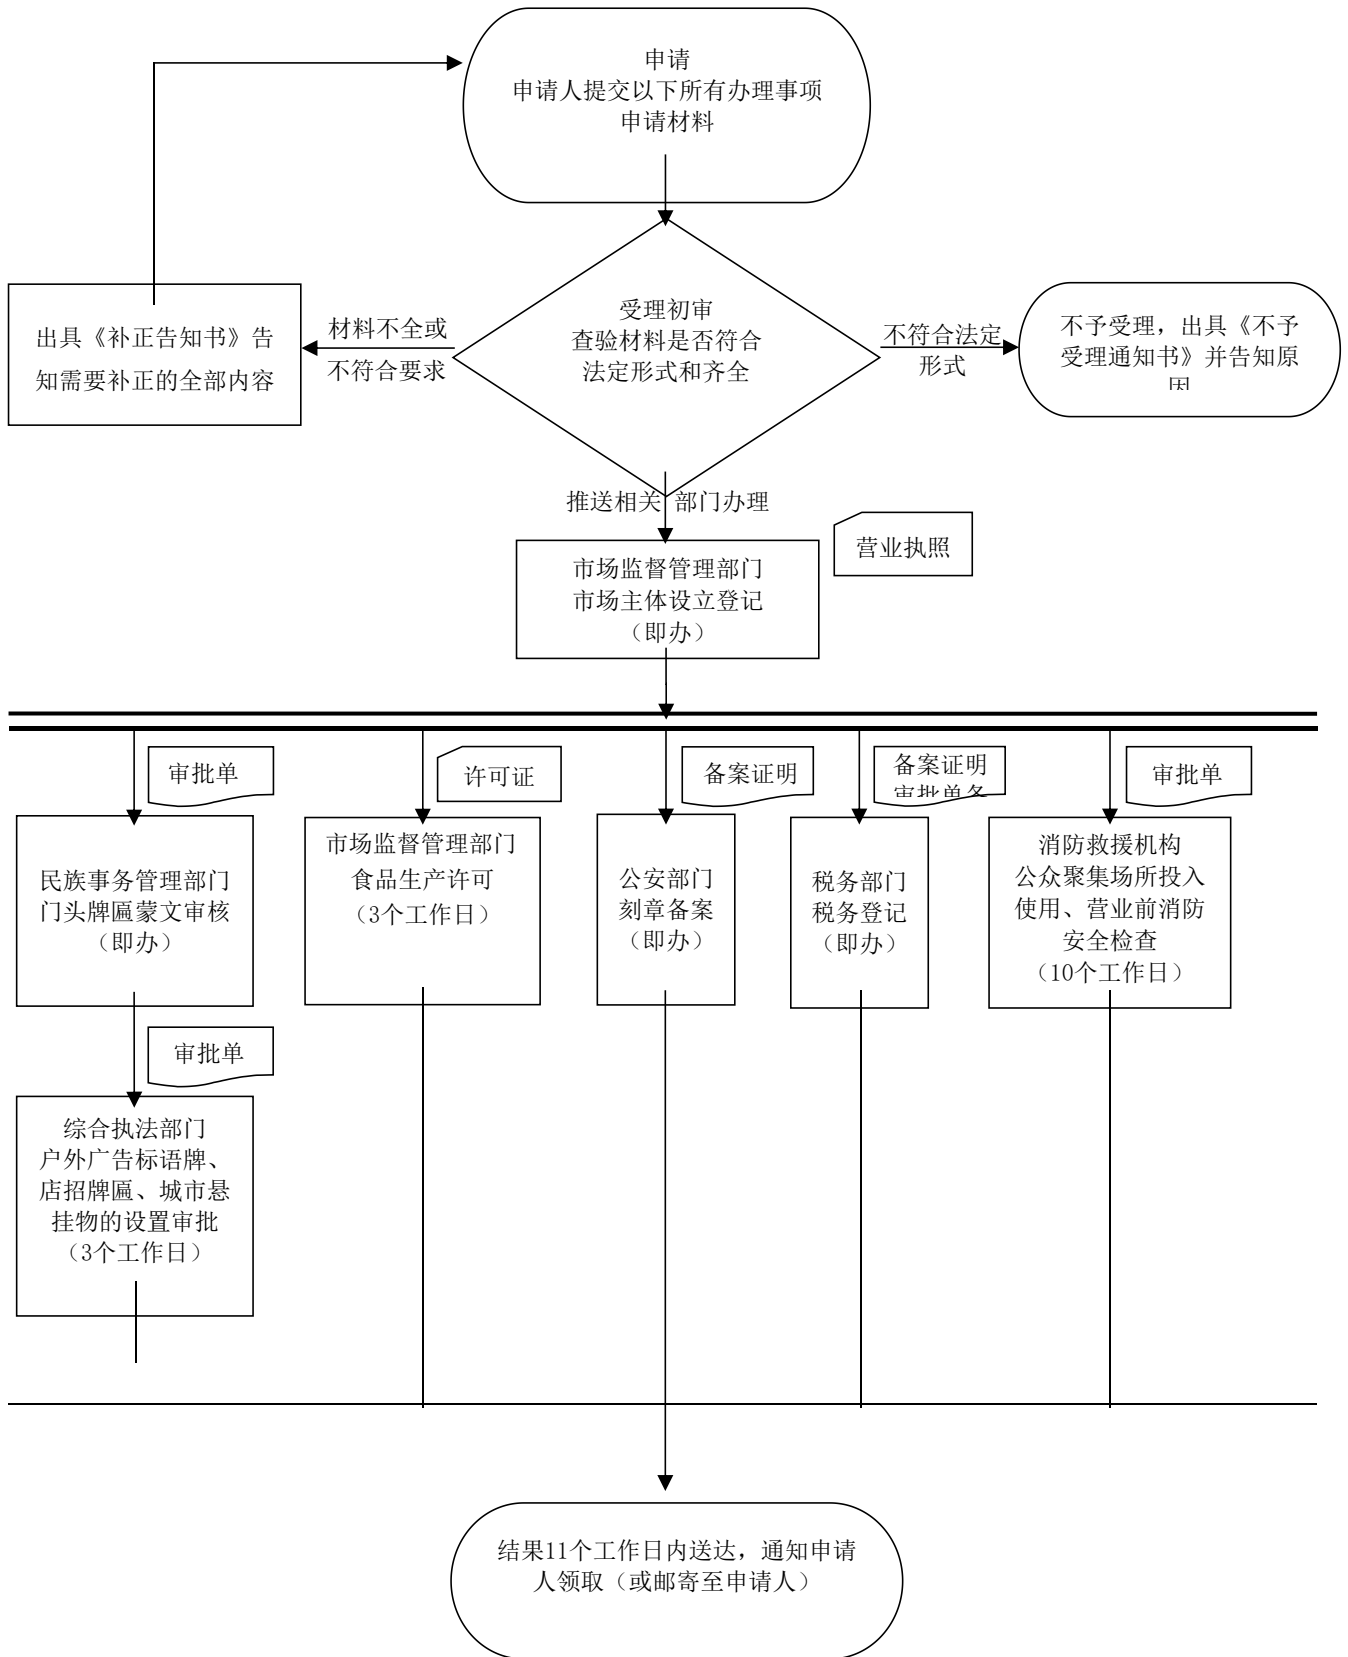 申请
申请人提交以下所有办理事项
申请材料
受理初审
查验材料是否符合
法定形式和齐全
材料不全或
不符合要求
出具《补正告知书》告
知需要补正的全部内容
不符合法定
形式
不予受理，出具《不予
受理通知书》并告知原
因
推送相关 部门办理
营业执照
市场监督管理部门
市场主体设立登记
（即办）
审批单
许可证
备案证明
备案证明
审批单
民族事务管理部门
门头牌匾蒙文审核
（即办）
市场监督管理部门
食品生产许可
（3个工作日）
公安部门
刻章备案
（即办）
税务部门
税务登记
（即办）
消防救援机构
公众聚集场所投入
使用、营业前消防
安全检查
（10个工作日）
审批单
综合执法部门
户外广告标语牌、
店招牌匾、城市悬
挂物的设置审批
（3个工作日）
结果11个工作日内送达，通知申请
人领取（或邮寄至申请人）